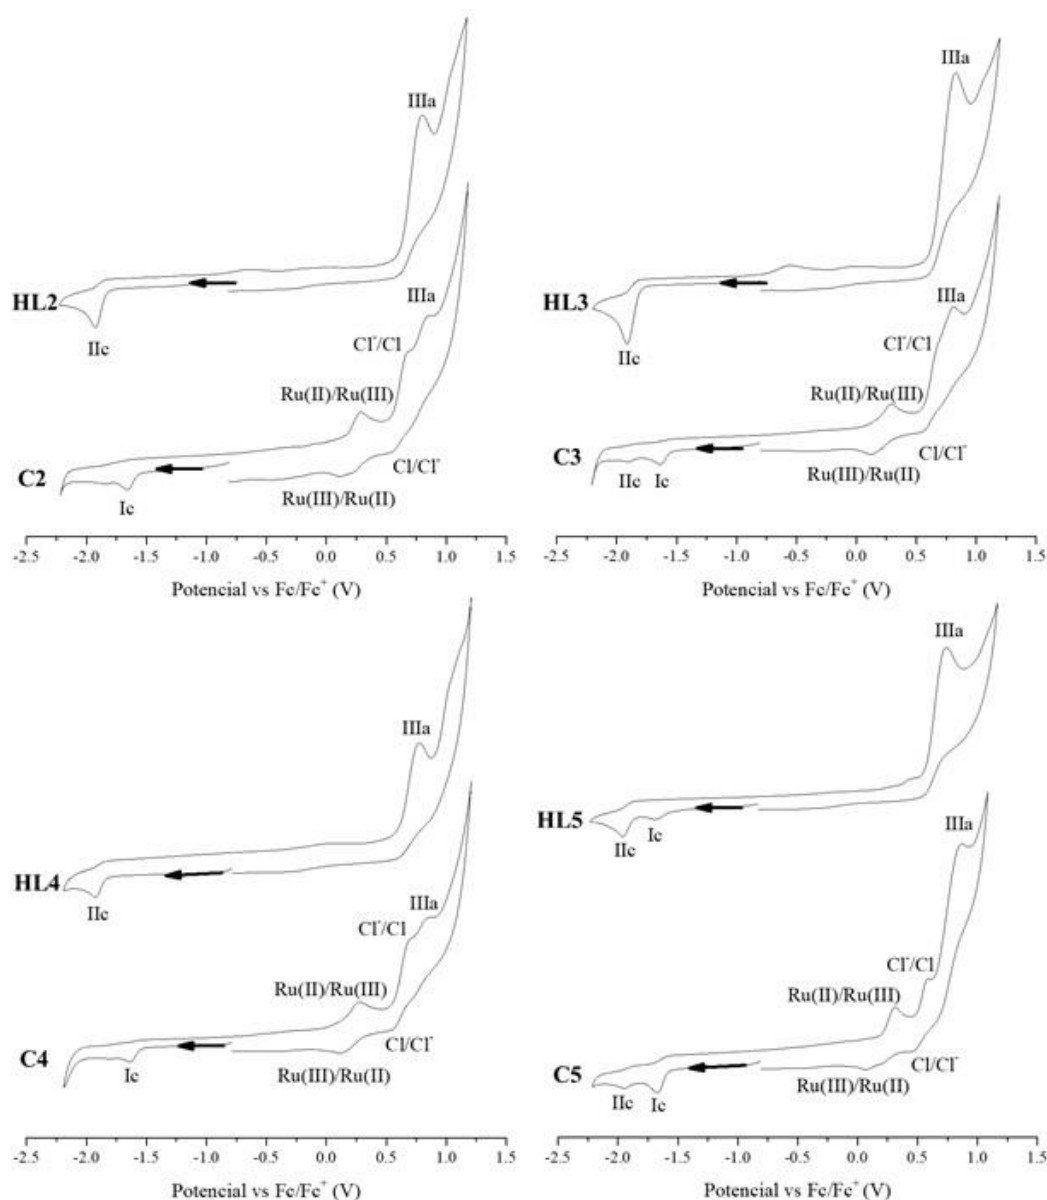 IIIa
HL2
IIc
IIIa
Cl⁻/Cl
Ru(II)/Ru(III)
C2
Ic
Ru(III)/Ru(II)
Cl/Cl⁻
-2.5 -2.0 -1.5 -1.0 -0.5 0.0 0.5 1.0 1.5
Potencial vs Fc/Fc⁺ (V)
IIIa
HL3
IIc
IIIa
Cl⁻/Cl
Ru(II)/Ru(III)
C3
IIc Ic
Ru(III)/Ru(II)
Cl/Cl⁻
-2.5 -2.0 -1.5 -1.0 -0.5 0.0 0.5 1.0 1.5
Potencial vs Fc/Fc⁺ (V)
IIIa
HL4
IIc
IIIa
Cl⁻/Cl
Ru(II)/Ru(III)
C4
Ic
Ru(III)/Ru(II)
Cl/Cl⁻
-2.5 -2.0 -1.5 -1.0 -0.5 0.0 0.5 1.0 1.5
Potencial vs Fc/Fc⁺ (V)
IIIa
HL5
IIc Ic
IIIa
Cl⁻/Cl
Ru(II)/Ru(III)
C5
IIc Ic
Ru(III)/Ru(II)
Cl/Cl⁻
-2.5 -2.0 -1.5 -1.0 -0.5 0.0 0.5 1.0 1.5
Potencial vs Fc/Fc⁺ (V)